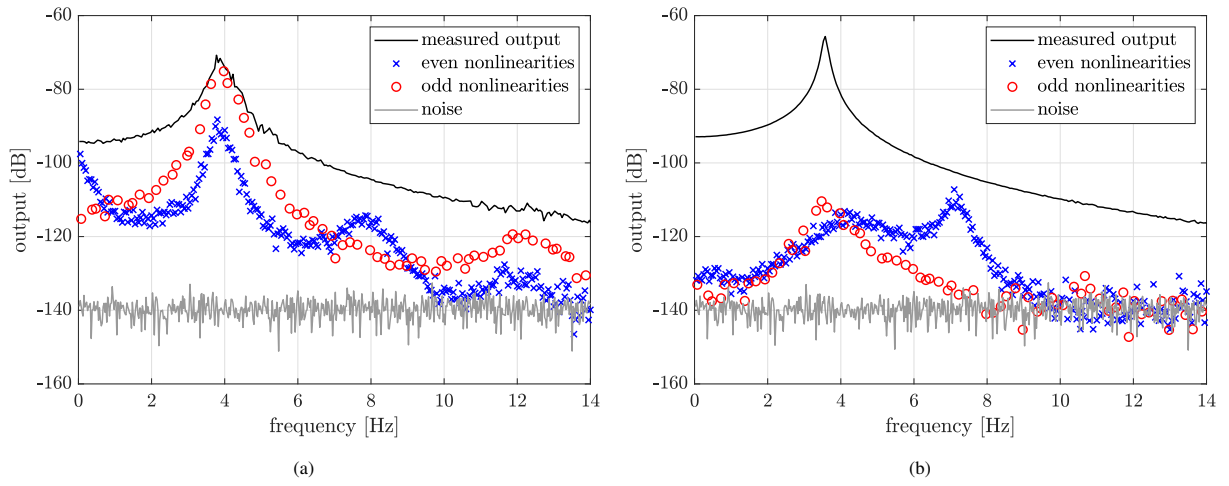 -60
-80
-100
-120
-140
-160
output [dB]
0 2 4 6 8 10 12 14
frequency [Hz]
measured output
even nonlinearities
odd nonlinearities
noise
(a)
-60
-80
-100
-120
-140
-160
output [dB]
0 2 4 6 8 10 12 14
frequency [Hz]
measured output
even nonlinearities
odd nonlinearities
noise
(b)